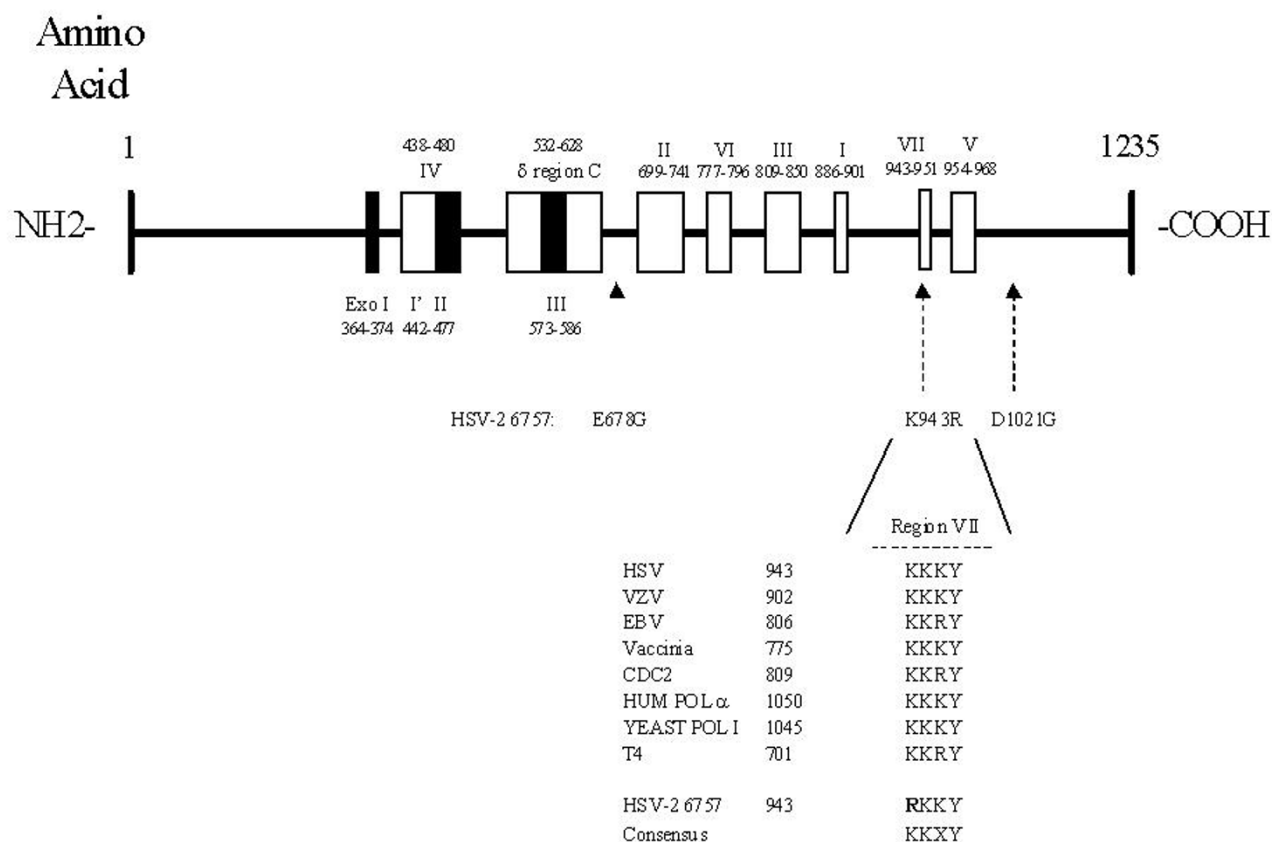 Amino
Acid
1
438-480
IV
532-628
δ region C
II
699-741
VI
777-796
III
809-850
I
886-901
VII
943-951
V
954-968
1235
NH2-
-COOH
Exo I
364-374
I' II
442-477
III
573-586
HSV-2 6757: E678G K943R D1021G
Region VII
HSV 943 KKKY
VZV 902 KKKY
EBV 806 KKRY
Vaccinia 775 KKKY
CDC2 809 KKRY
HUM POL α 1050 KKKY
YEAST POL I 1045 KKKY
T4 701 KKRY
HSV-2 6757 943 RKKY
Consensus KKXY